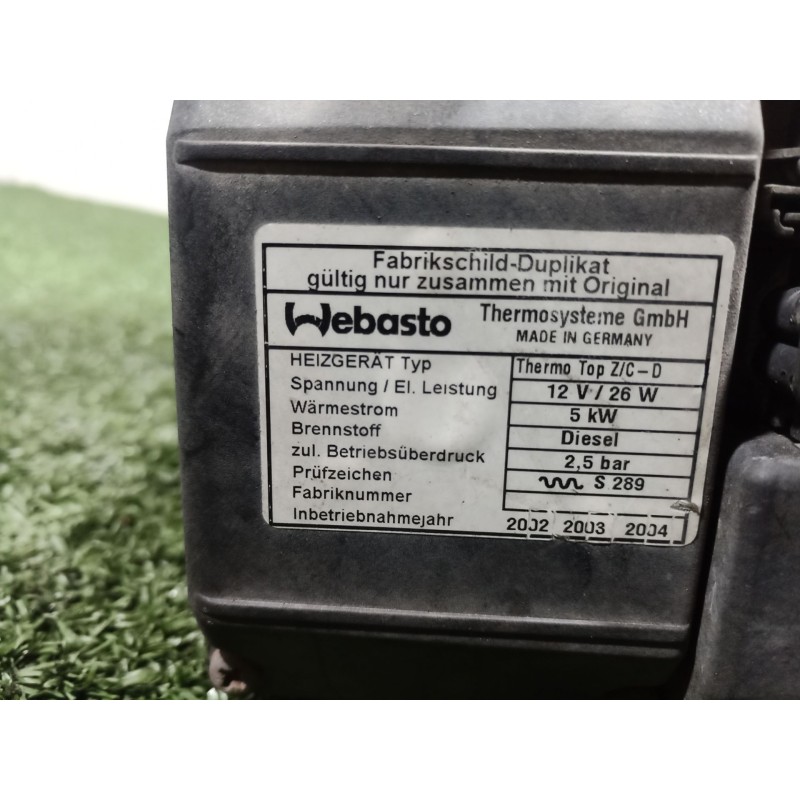 Fabrikschild-Duplikat
gültig nur zusammen mit Original
Webasto Thermosysteme GmbH
MADE IN GERMANY
HEIZGERÄT Typ Thermo Top Z/C-D
Spannung / El. Leistung 12 V / 26 W
Wärmestrom 5 kW
Brennstoff Diesel
zul. Betriebsüberdruck 2,5 bar
Prüfzeichen S 289
Fabriknummer
Inbetriebnahmejahr 2002 2003 2004